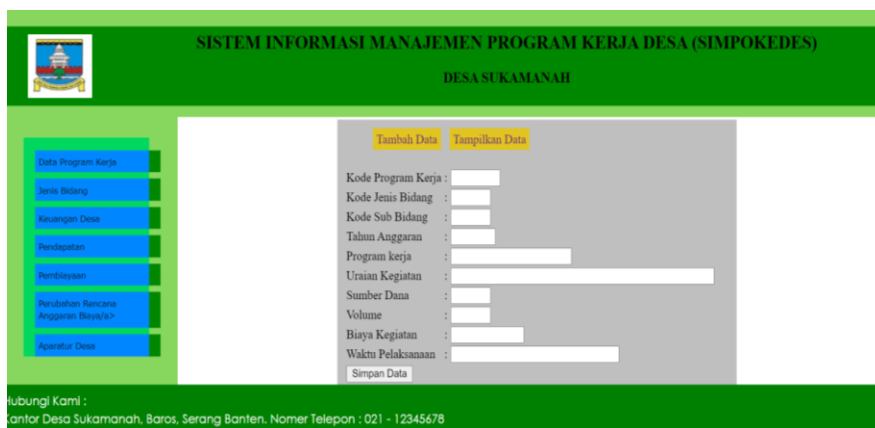 SISTEM INFORMASI MANAJEMEN PROGRAM KERJA DESA (SIMPOKEDES)
DESA SUKAMANAH
Data Program Kerja
Jenis Bidang
Keuangan Desa
Pendapatan
Pembiayaan
Perubahan Rencana
Anggaran Biaya/a>
Aparatur Desa
Tambah Data Tampilkan Data
Kode Program Kerja :
Kode Jenis Bidang :
Kode Sub Bidang :
Tahun Anggaran :
Program kerja :
Uraian Kegiatan :
Sumber Dana :
Volume :
Biaya Kegiatan :
Waktu Pelaksanaan :
Simpan Data
Hubungi Kami :
Kantor Desa Sukamanah, Baros, Serang Banten. Nomer Telepon : 021 - 12345678